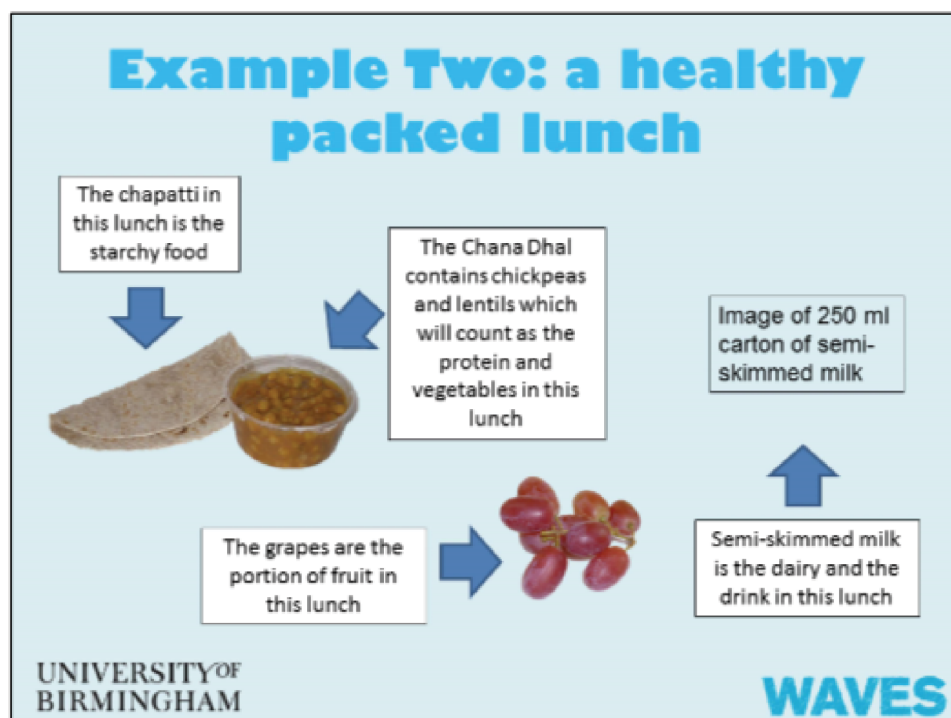 Example Two: a healthy
packed lunch
The chapatti in
this lunch is the
starchy food
The Chana Dhal
contains chickpeas
and lentils which
will count as the
protein and
vegetables in this
lunch
Image of 250 ml
carton of semi-
skimmed milk
The grapes are the
portion of fruit in
this lunch
Semi-skimmed milk
is the dairy and the
drink in this lunch
UNIVERSITY OF
BIRMINGHAM
WAVES